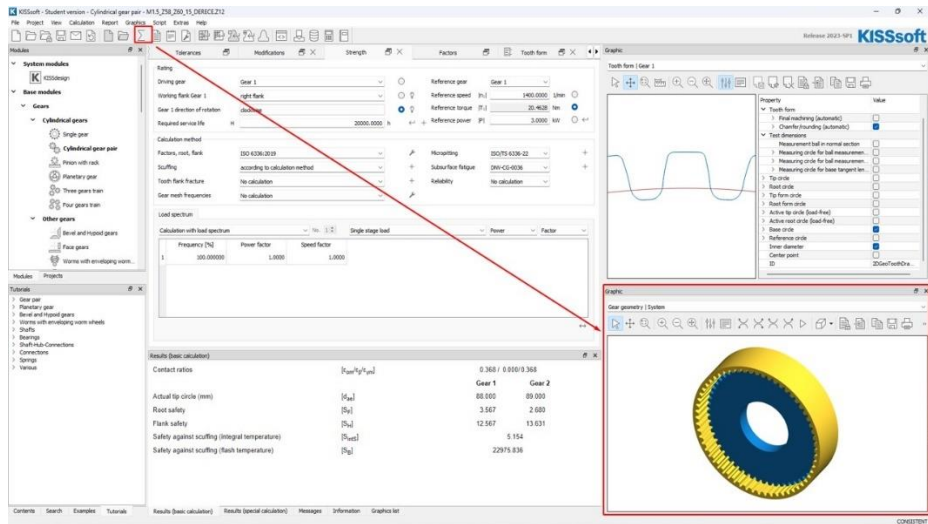 KISSsoft - Student version - Cylindrical gear pair - M1.5_Z58_Z60_15_DERECE.Z12
File Project View Calculation Report Graphics Script Extras Help
Release 2023-SP1 KISSsoft
Modules
System modules
K KISSdesign
Base modules
Gears
Cylindrical gears
Single gear
Cylindrical gear pair
Pinion with rack
Planetary gear
Three gears train
Four gears train
Other gears
Bevel and Hypoid gears
Face gears
Worms with enveloping worm...
Modules Projects
Tutorials
Gear pair
Planetary gear
Bevel and Hypoid gears
Worms with enveloping worm wheels
Shafts
Bearings
Shaft-Hub-Connections
Connections
Springs
Various
Contents Search Examples Tutorials
Tolerances Modifications Strength Factors Tooth form
Rating
Driving gear Gear 1 Reference gear Gear 1
Working flank Gear 1 right flank Reference speed 1400.0000 1/min
Gear 1 direction of rotation clockwise Reference torque 20.4628 Nm
Required service life H 20000.0000 h Reference power [P] 3.0000 kW
Calculation method
Factors, root, flank ISO 6336:2019 Micropitting ISO/TS 6336-22
Scuffing according to calculation method Subsurface fatigue DNV-CG-0036
Tooth flank fracture No calculation Reliability No calculation
Gear mesh frequencies No calculation
Load spectrum
Calculation with load spectrum No. 1 Single stage load Power Factor
Frequency [%] Power factor Speed factor
1 100.000000 1.0000 1.0000
Results (basic calculation)
Contact ratios 0.368 / 0.000/0.368
Gear 1 Gear 2
Actual tip circle (mm) 88.000 89.000
Root safety [SF] 3.567 2.680
Flank safety [SH] 12.567 13.631
Safety against scuffing (integral temperature) [SintS] 5.154
Safety against scuffing (flash temperature) [SB] 22975.836
Results (basic calculation) Results (special calculation) Messages Information Graphics list
Graphic
Tooth form | Gear 1
Property Value
Tooth form
Final machining (automatic)
Chamfer/rounding (automatic)
Test dimensions
Measurement ball in normal section
Measuring circle for ball measuremen...
Measuring circle for ball measuremen...
Measuring circle for base tangent len...
Tip circle
Root circle
Tip form circle
Root form circle
Active tip circle (load-free)
Active root circle (load-free)
Base circle
Reference circle
Inner diameter
Center point
ID 2DGeoToothDra...
Graphic
Gear geometry | System
CONSISTENT